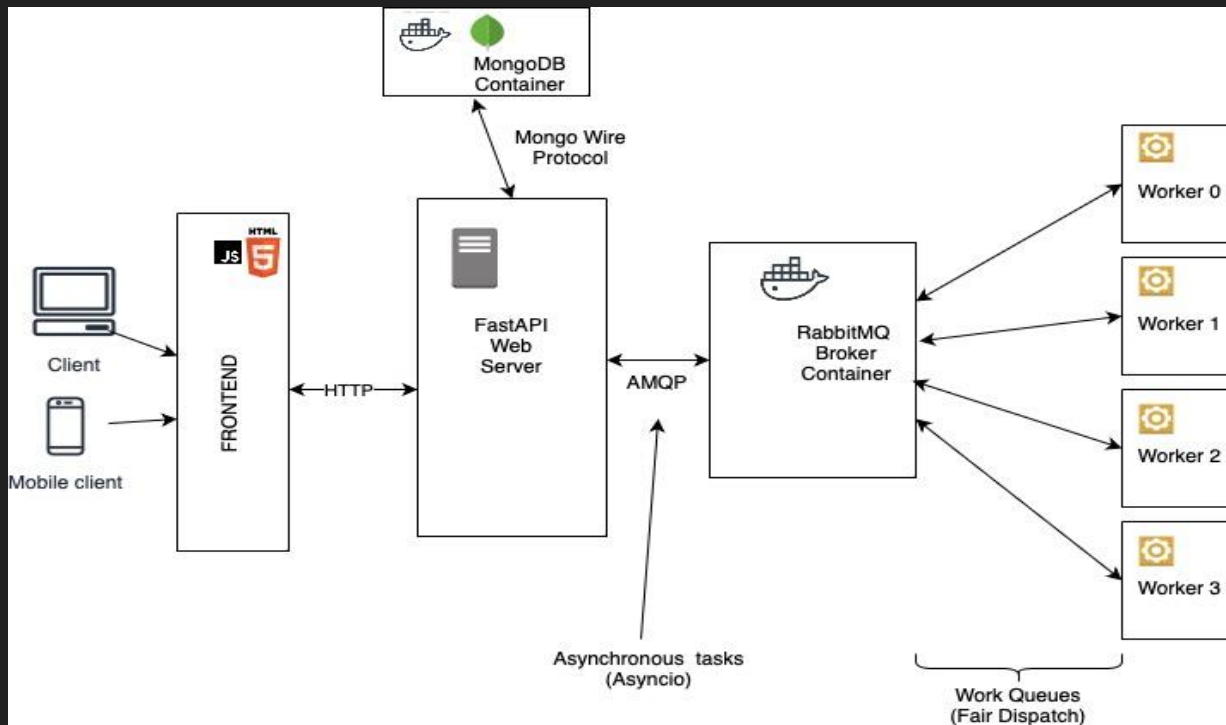 MongoDB
Container
Mongo Wire
Protocol
HTML
JS
5
Client
Mobile client
FRONTEND
HTTP
FastAPI
Web
Server
AMQP
RabbitMQ
Broker
Container
Worker 0
Worker 1
Worker 2
Worker 3
Asynchronous tasks
(Asyncio)
Work Queues
(Fair Dispatch)